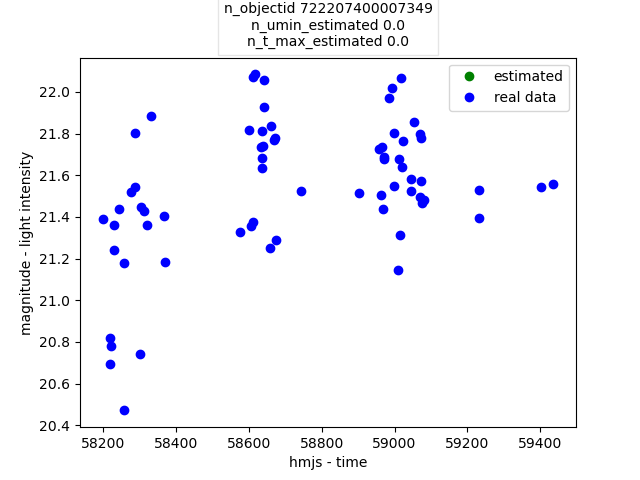 n_objectid 722207400007349
n_umin_estimated 0.0
n_t_max_estimated 0.0
estimated
real data
22.0
21.8
21.6
21.4
21.2
21.0
20.8
20.6
20.4
magnitude - light intensity
58200 58400 58600 58800 59000 59200 59400
hmjs - time